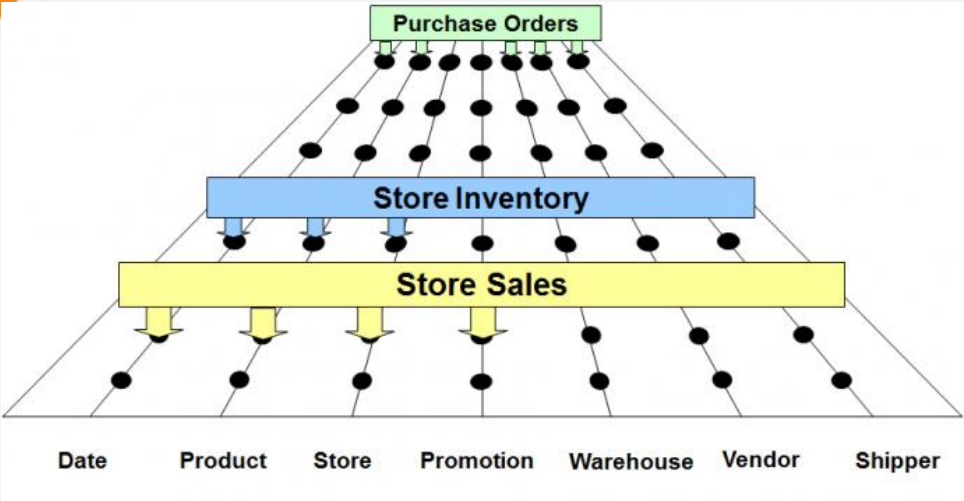 Purchase Orders
Store Inventory
Store Sales
Date Product Store Promotion Warehouse Vendor Shipper